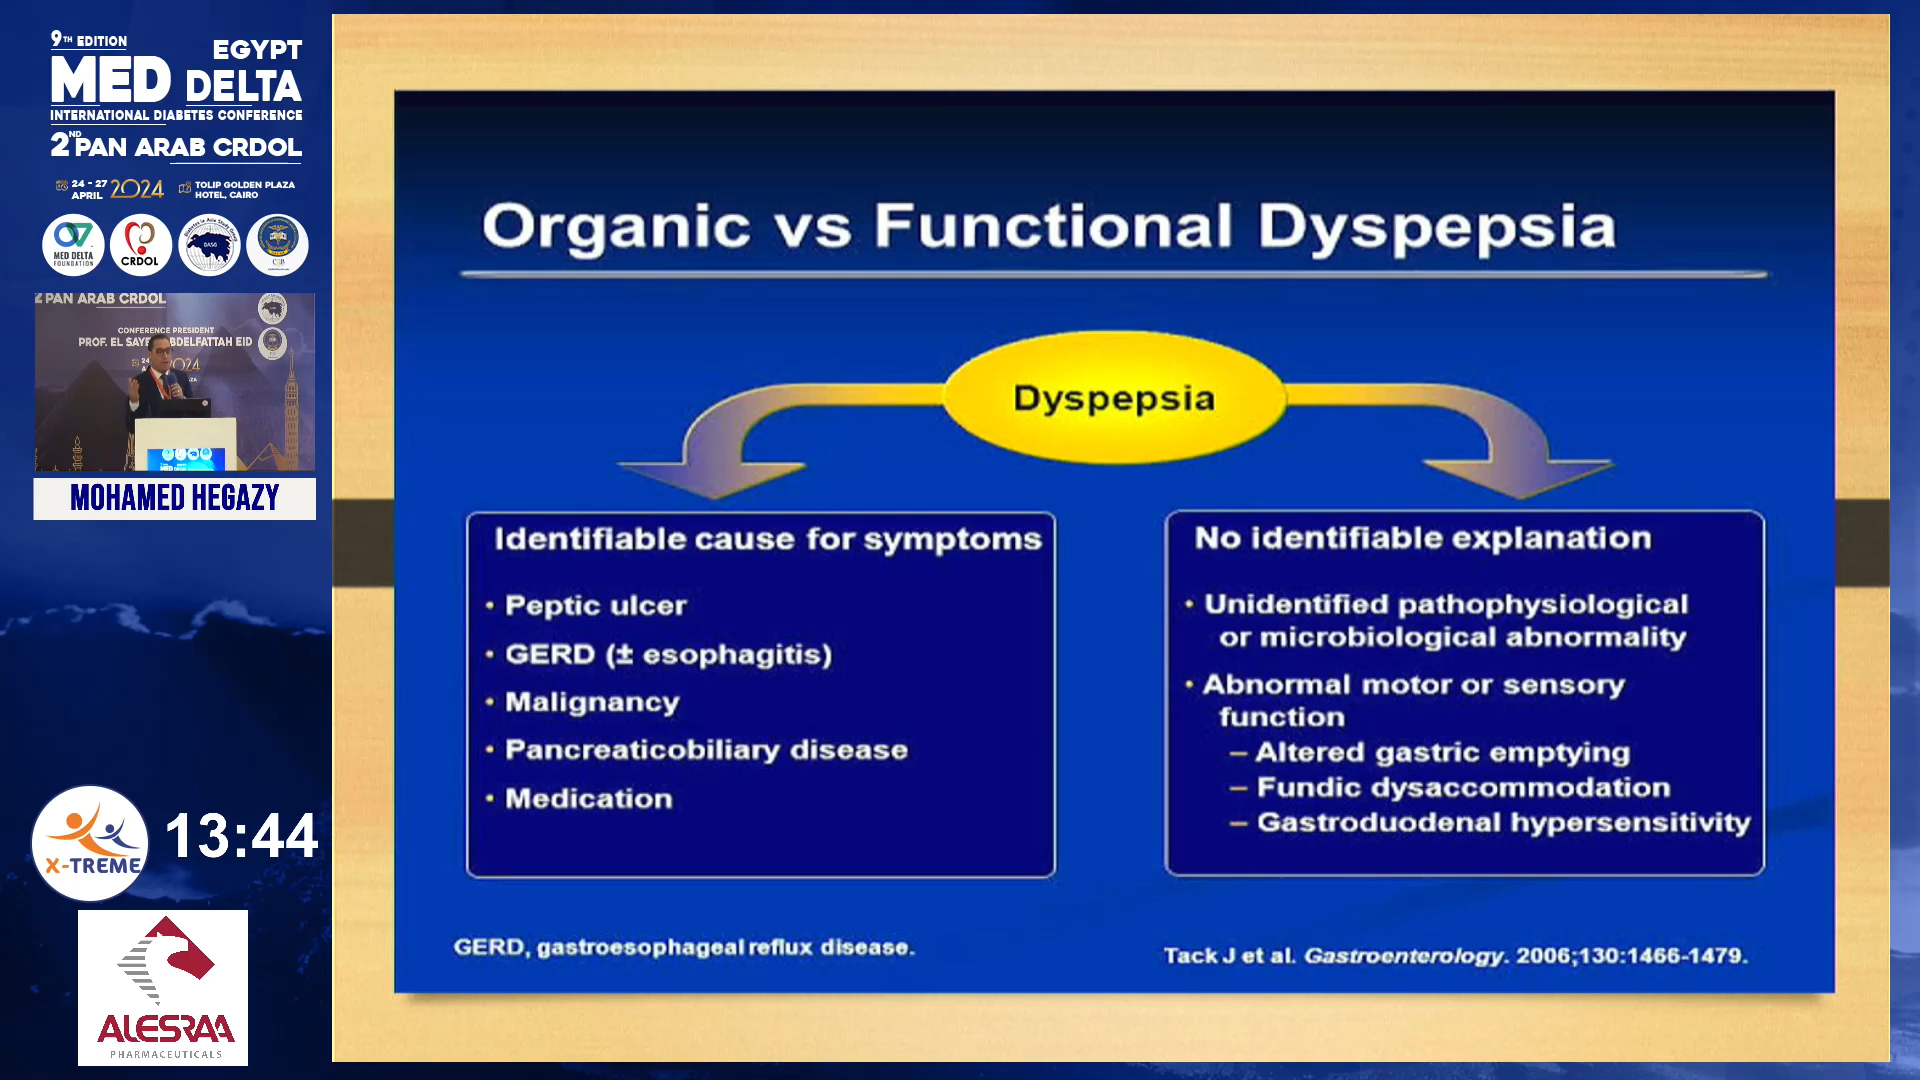 9TH EDITION
EGYPT
MED DELTA
INTERNATIONAL DIABETES CONFERENCE
2ND PAN ARAB CRDOL
24 - 27 APRIL 2024
TOLIP GOLDEN PLAZA
HOTEL, CAIRO
MED DELTA
FOUNDATION
CRDOL
DASG
2 PAN ARAB CRDOL
CONFERENCE PRESIDENT
PROF. EL SAYE BDELFATTAH EID
MOHAMED HEGAZY
X-TREME
13:44
ALESRAA
PHARMACEUTICALS
Organic vs Functional Dyspepsia
Dyspepsia
Identifiable cause for symptoms
• Peptic ulcer
• GERD (± esophagitis)
• Malignancy
• Pancreaticobiliary disease
• Medication
No identifiable explanation
• Unidentified pathophysiological
or microbiological abnormality
• Abnormal motor or sensory
function
– Altered gastric emptying
– Fundic dysaccommodation
– Gastroduodenal hypersensitivity
GERD, gastroesophageal reflux disease.
Tack J et al. Gastroenterology. 2006;130:1466-1479.